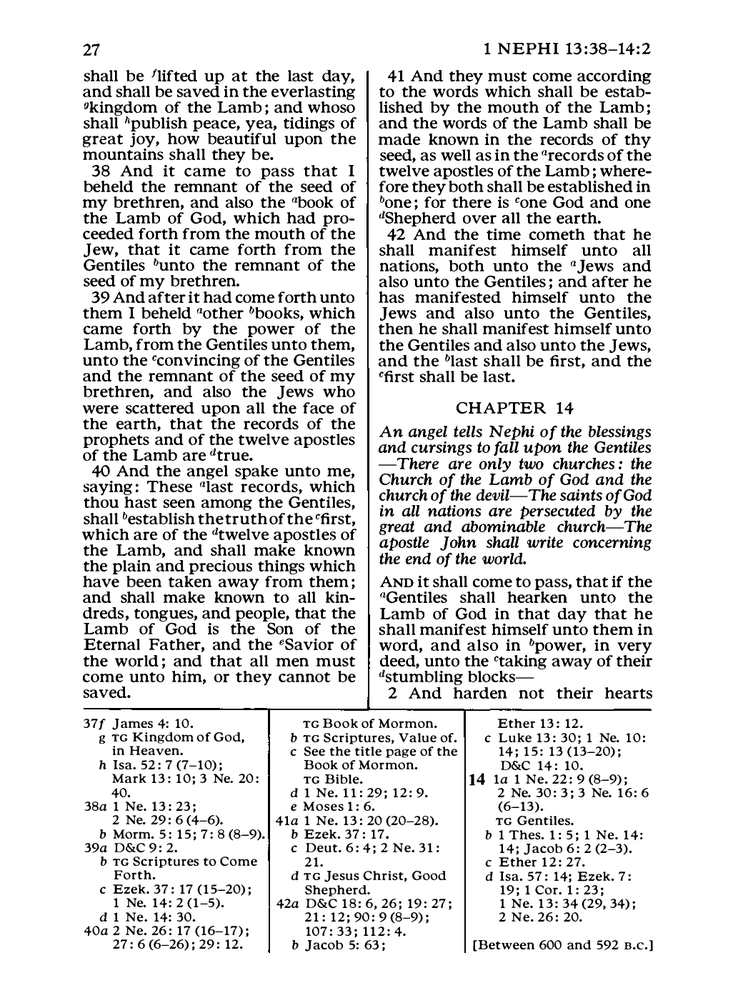 27
1 NEPHI 13:38–14:2
shall be flifted up at the last day,
and shall be saved in the everlasting
gkingdom of the Lamb; and whoso
shall hpublish peace, yea, tidings of
great joy, how beautiful upon the
mountains shall they be.
38 And it came to pass that I
beheld the remnant of the seed of
my brethren, and also the abook of
the Lamb of God, which had pro-
ceeded forth from the mouth of the
Jew, that it came forth from the
Gentiles bunto the remnant of the
seed of my brethren.
39 And after it had come forth unto
them I beheld aother bbooks, which
came forth by the power of the
Lamb, from the Gentiles unto them,
unto the cconvincing of the Gentiles
and the remnant of the seed of my
brethren, and also the Jews who
were scattered upon all the face of
the earth, that the records of the
prophets and of the twelve apostles
of the Lamb are dtrue.
40 And the angel spake unto me,
saying: These alast records, which
thou hast seen among the Gentiles,
shall bestablish the truth of the cfirst,
which are of the dtwelve apostles of
the Lamb, and shall make known
the plain and precious things which
have been taken away from them;
and shall make known to all kin-
dreds, tongues, and people, that the
Lamb of God is the Son of the
Eternal Father, and the eSavior of
the world; and that all men must
come unto him, or they cannot be
saved.
41 And they must come according
to the words which shall be estab-
lished by the mouth of the Lamb;
and the words of the Lamb shall be
made known in the records of thy
seed, as well as in the arecords of the
twelve apostles of the Lamb; where-
fore they both shall be established in
bone; for there is cone God and one
dShepherd over all the earth.
42 And the time cometh that he
shall manifest himself unto all
nations, both unto the aJews and
also unto the Gentiles; and after he
has manifested himself unto the
Jews and also unto the Gentiles,
then he shall manifest himself unto
the Gentiles and also unto the Jews,
and the blast shall be first, and the
cfirst shall be last.
CHAPTER 14
An angel tells Nephi of the blessings
and cursings to fall upon the Gentiles
—There are only two churches: the
Church of the Lamb of God and the
church of the devil—The saints of God
in all nations are persecuted by the
great and abominable church—The
apostle John shall write concerning
the end of the world.
AND it shall come to pass, that if the
aGentiles shall hearken unto the
Lamb of God in that day that he
shall manifest himself unto them in
word, and also in bpower, in very
deed, unto the ctaking away of their
dstumbling blocks—
2 And harden not their hearts
37f James 4: 10.
g TG Kingdom of God,
in Heaven.
h Isa. 52: 7 (7–10);
Mark 13: 10; 3 Ne. 20:
40.
38a 1 Ne. 13: 23;
2 Ne. 29: 6 (4–6).
b Morm. 5: 15; 7: 8 (8–9).
39a D&C 9: 2.
b TG Scriptures to Come
Forth.
c Ezek. 37: 17 (15–20);
1 Ne. 14: 2 (1–5).
d 1 Ne. 14: 30.
40a 2 Ne. 26: 17 (16–17);
27: 6 (6–26); 29: 12.
TG Book of Mormon.
b TG Scriptures, Value of.
c See the title page of the
Book of Mormon.
TG Bible.
d 1 Ne. 11: 29; 12: 9.
e Moses 1: 6.
41a 1 Ne. 13: 20 (20–28).
b Ezek. 37: 17.
c Deut. 6: 4; 2 Ne. 31:
21.
d TG Jesus Christ, Good
Shepherd.
42a D&C 18: 6, 26; 19: 27;
21: 12; 90: 9 (8–9);
107: 33; 112: 4.
b Jacob 5: 63;
Ether 13: 12.
c Luke 13: 30; 1 Ne. 10:
14; 15: 13 (13–20);
D&C 14: 10.
14 1a 1 Ne. 22: 9 (8–9);
2 Ne. 30: 3; 3 Ne. 16: 6
(6–13).
TG Gentiles.
b 1 Thes. 1: 5; 1 Ne. 14:
14; Jacob 6: 2 (2–3).
c Ether 12: 27.
d Isa. 57: 14; Ezek. 7:
19; 1 Cor. 1: 23;
1 Ne. 13: 34 (29, 34);
2 Ne. 26: 20.
[Between 600 and 592 B.C.]